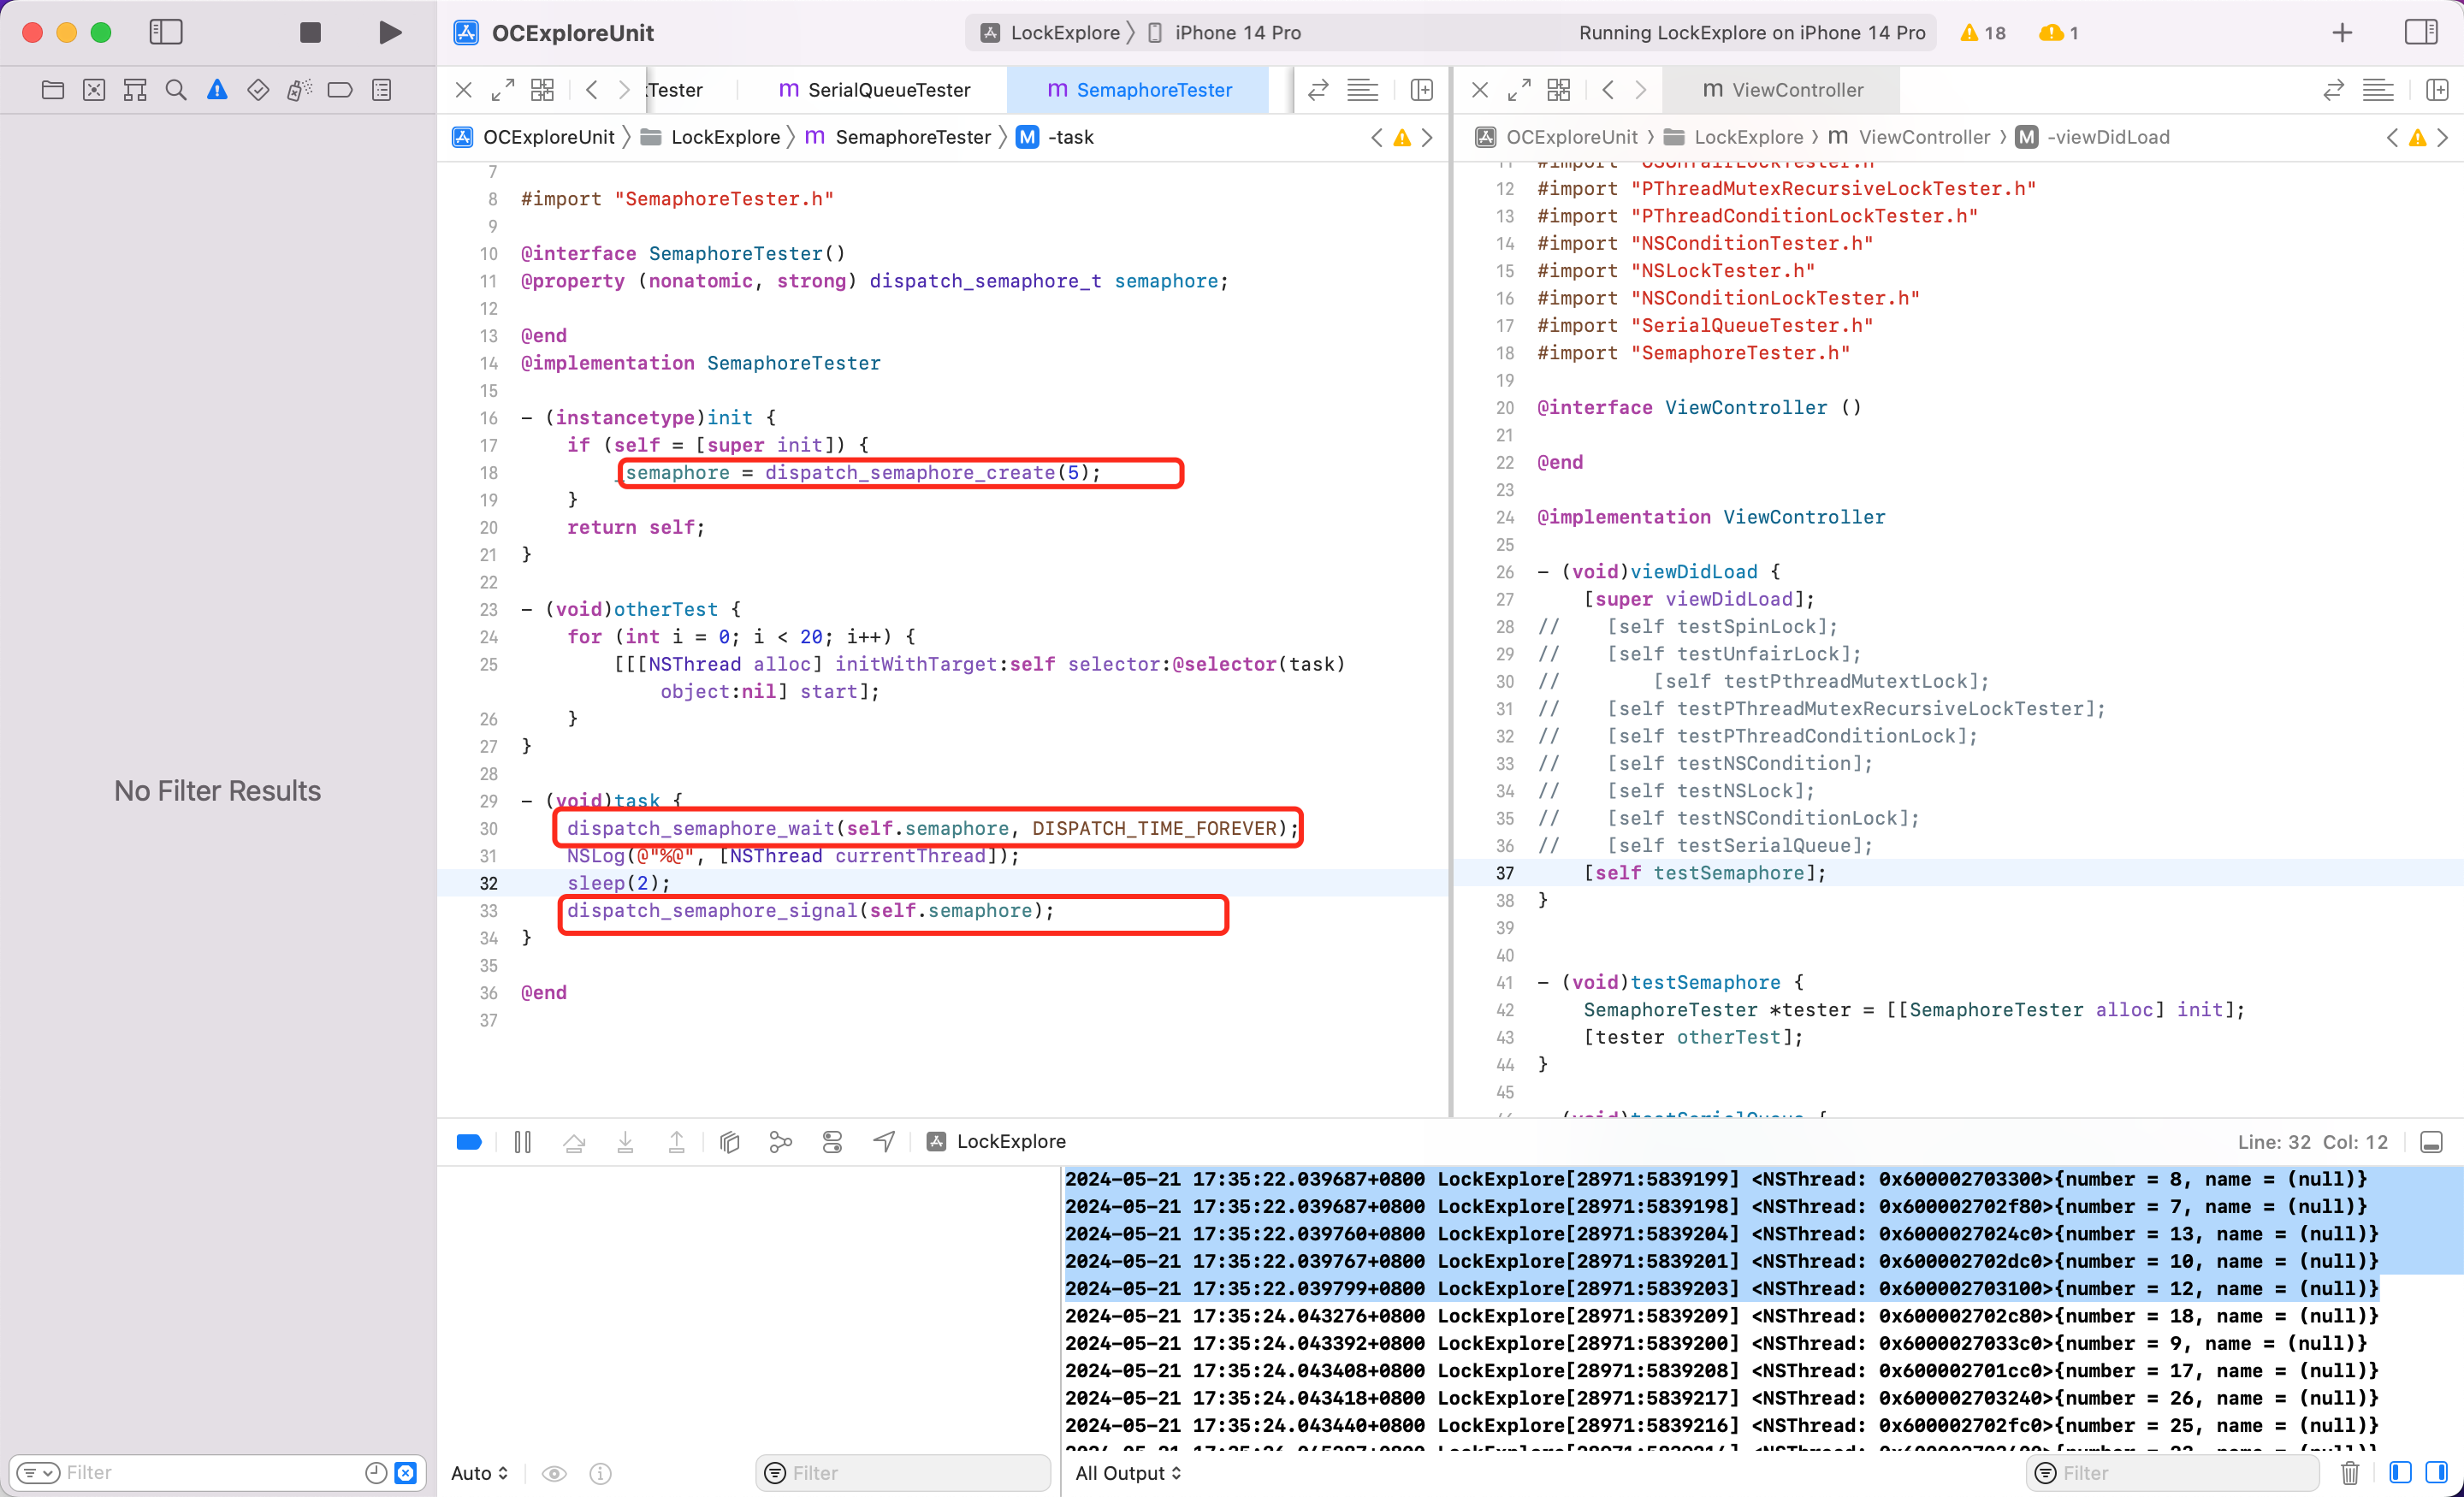 OCExploreUnit
LockExplore 〉 iPhone 14 Pro
Running LockExplore on iPhone 14 Pro
18
1
:Tester
m SerialQueueTester
m SemaphoreTester
m ViewController
OCExploreUnit 〉 LockExplore 〉 m SemaphoreTester 〉 M -task
OCExploreUnit 〉 LockExplore 〉 m ViewController 〉 M -viewDidLoad
No Filter Results
7
8 #import "SemaphoreTester.h"
9
10 @interface SemaphoreTester()
11 @property (nonatomic, strong) dispatch_semaphore_t semaphore;
12
13 @end
14 @implementation SemaphoreTester
15
16 - (instancetype)init {
17 if (self = [super init]) {
18 _semaphore = dispatch_semaphore_create(5);
19 }
20 return self;
21 }
22
23 - (void)otherTest {
24 for (int i = 0; i < 20; i++) {
25 [[[NSThread alloc] initWithTarget:self selector:@selector(task)
object:nil] start];
26 }
27 }
28
29 - (void)task {
30 dispatch_semaphore_wait(self.semaphore, DISPATCH_TIME_FOREVER);
31 NSLog(@"%@", [NSThread currentThread]);
32 sleep(2);
33 dispatch_semaphore_signal(self.semaphore);
34 }
35
36 @end
37
11 #import "OSUnfairLockTester.h"
12 #import "PThreadMutexRecursiveLockTester.h"
13 #import "PThreadConditionLockTester.h"
14 #import "NSConditionTester.h"
15 #import "NSLockTester.h"
16 #import "NSConditionLockTester.h"
17 #import "SerialQueueTester.h"
18 #import "SemaphoreTester.h"
19
20 @interface ViewController ()
21
22 @end
23
24 @implementation ViewController
25
26 - (void)viewDidLoad {
27 [super viewDidLoad];
28 // [self testSpinLock];
29 // [self testUnfairLock];
30 // [self testPthreadMutextLock];
31 // [self testPThreadMutexRecursiveLockTester];
32 // [self testPThreadConditionLock];
33 // [self testNSCondition];
34 // [self testNSLock];
35 // [self testNSConditionLock];
36 // [self testSerialQueue];
37 [self testSemaphore];
38 }
39
40
41 - (void)testSemaphore {
42 SemaphoreTester *tester = [[SemaphoreTester alloc] init];
43 [tester otherTest];
44 }
45
(void)testSerialQueue {
LockExplore
Line: 32 Col: 12
2024-05-21 17:35:22.039687+0800 LockExplore[28971:5839199] <NSThread: 0x600002703300>{number = 8, name = (null)}
2024-05-21 17:35:22.039687+0800 LockExplore[28971:5839198] <NSThread: 0x600002702f80>{number = 7, name = (null)}
2024-05-21 17:35:22.039760+0800 LockExplore[28971:5839204] <NSThread: 0x6000027024c0>{number = 13, name = (null)}
2024-05-21 17:35:22.039767+0800 LockExplore[28971:5839201] <NSThread: 0x600002702dc0>{number = 10, name = (null)}
2024-05-21 17:35:22.039799+0800 LockExplore[28971:5839203] <NSThread: 0x600002703100>{number = 12, name = (null)}
2024-05-21 17:35:24.043276+0800 LockExplore[28971:5839209] <NSThread: 0x600002702c80>{number = 18, name = (null)}
2024-05-21 17:35:24.043392+0800 LockExplore[28971:5839200] <NSThread: 0x6000027033c0>{number = 9, name = (null)}
2024-05-21 17:35:24.043408+0800 LockExplore[28971:5839208] <NSThread: 0x600002701cc0>{number = 17, name = (null)}
2024-05-21 17:35:24.043418+0800 LockExplore[28971:5839217] <NSThread: 0x600002703240>{number = 26, name = (null)}
2024-05-21 17:35:24.043440+0800 LockExplore[28971:5839216] <NSThread: 0x600002702fc0>{number = 25, name = (null)}
Filter
Auto
Filter
All Output
Filter